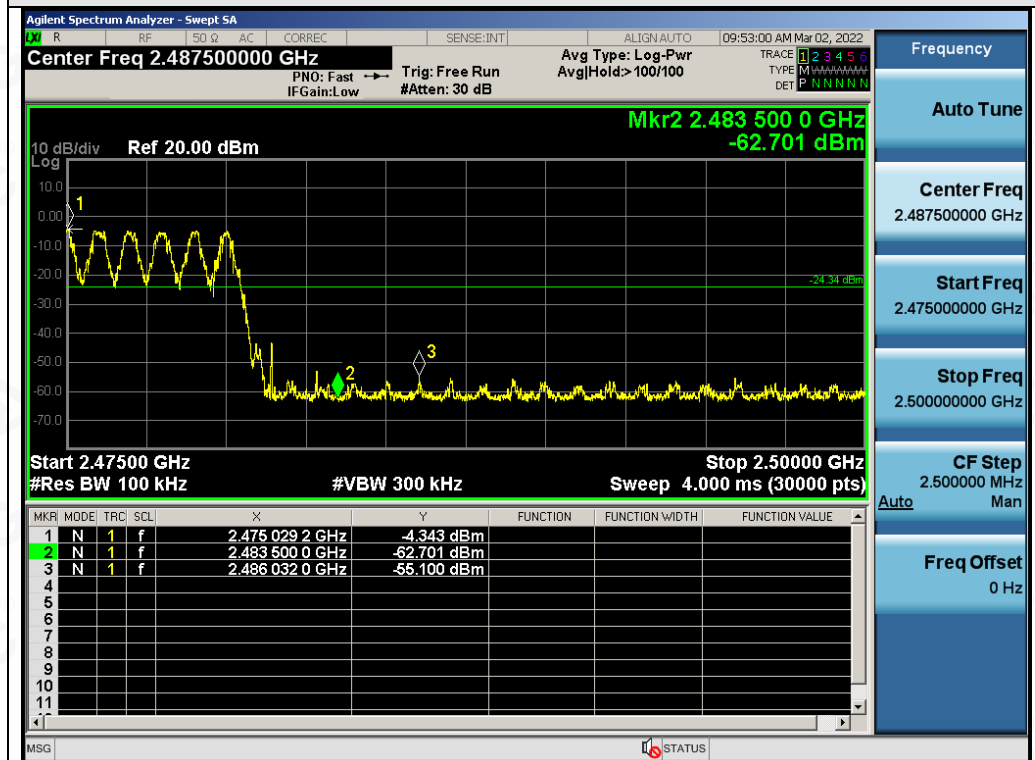 Agilent Spectrum Analyzer - Swept SA
LXI R RF 50 Ω AC CORREC SENSE:INT ALIGN AUTO 09:53:00 AM Mar 02, 2022
Center Freq 2.487500000 GHz
PNO: Fast
IFGain:Low
Trig: Free Run
#Atten: 30 dB
Avg Type: Log-Pwr
Avg|Hold:>100/100
TRACE 1 2 3 4 5 6
TYPE M
DET P N N N N N
Mkr2 2.483 500 0 GHz
-62.701 dBm
10 dB/div Ref 20.00 dBm
Log
10.0
0.00
-10.0
-20.0
-30.0
-40.0
-50.0
-60.0
-70.0
1
2
3
-24.34 dBm
Start 2.47500 GHz Stop 2.50000 GHz
#Res BW 100 kHz #VBW 300 kHz Sweep 4.000 ms (30000 pts)
MKR MODE TRC SCL X Y FUNCTION FUNCTION WIDTH FUNCTION VALUE
1 N 1 f 2.475 029 2 GHz -4.343 dBm
2 N 1 f 2.483 500 0 GHz -62.701 dBm
3 N 1 f 2.486 032 0 GHz -55.100 dBm
4
5
6
7
8
9
10
11
MSG STATUS
Frequency
Auto Tune
Center Freq
2.487500000 GHz
Start Freq
2.475000000 GHz
Stop Freq
2.500000000 GHz
CF Step
2.500000 MHz
Auto Man
Freq Offset
0 Hz